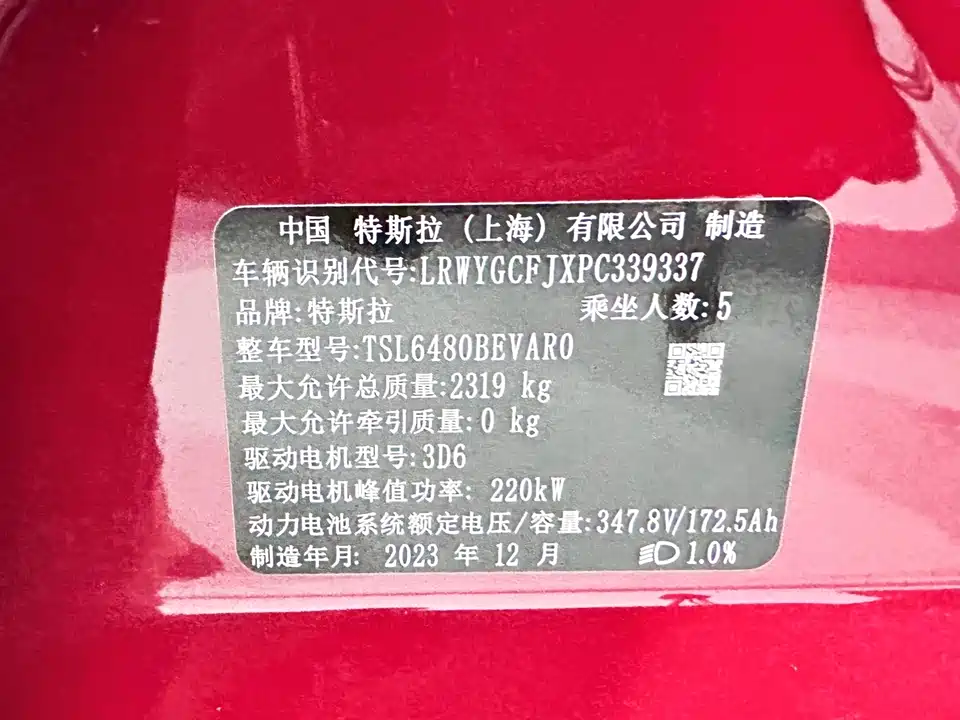 中国 特斯拉 (上海) 有限公司 制造
车辆识别代号:LRWYGCFJXPC339337
品牌:特斯拉 乘坐人数:5
整车型号:TSL6480BEVAR0
最大允许总质量:2319 kg
最大允许牵引质量:0 kg
驱动电机型号:3D6
驱动电机峰值功率: 220kW
动力电池系统额定电压/容量:347.8V/172.5Ah
制造年月: 2023 年 12 月 1.0%